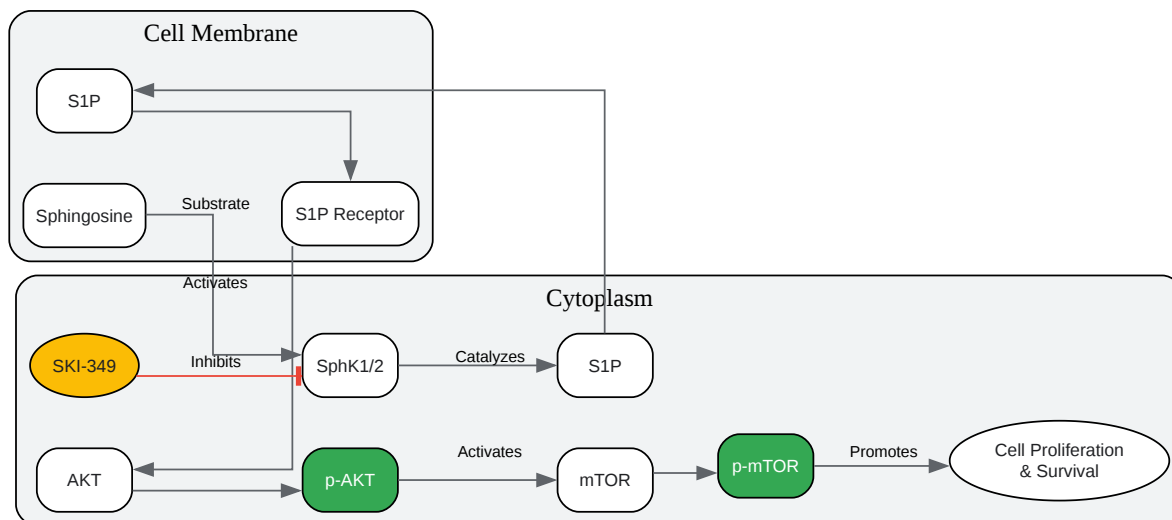 Cell Membrane
S1P
Sphingosine
Substrate
S1P Receptor
Activates
Cytoplasm
SKI-349
Inhibits
SphK1/2
Catalyzes
S1P
AKT
p-AKT
Activates
mTOR
p-mTOR
Promotes
Cell Proliferation
& Survival